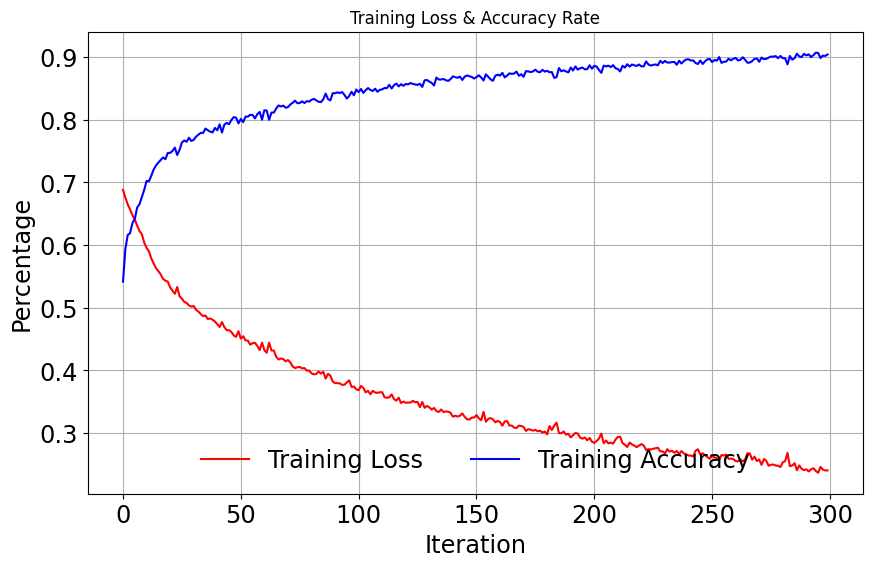 Training Loss & Accuracy Rate
0.9
0.8
0.7
0.6
0.5
0.4
0.3
Percentage
Training Loss
Training Accuracy
0 50 100 150 200 250 300
Iteration